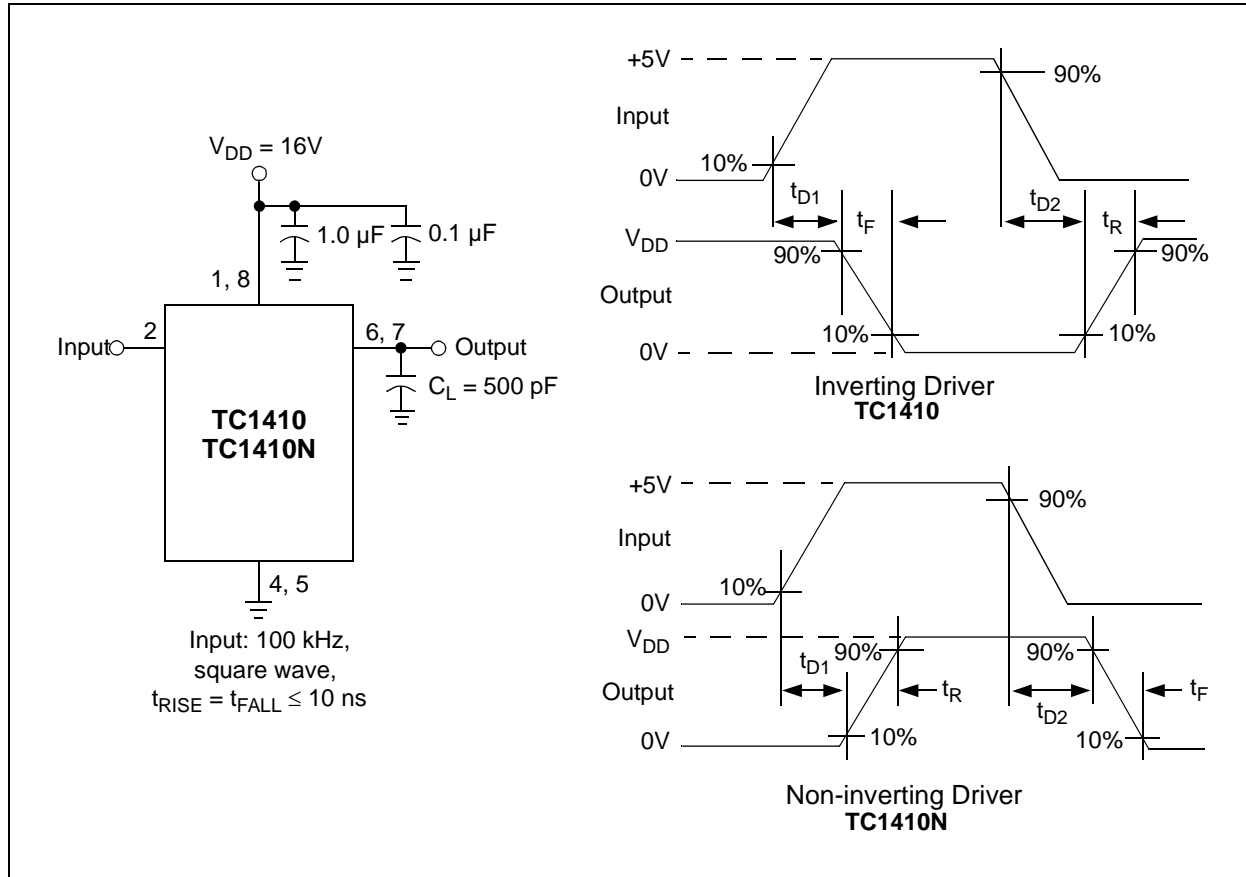 V_DD = 16V
1.0 µF
0.1 µF
1, 8
Input
2
6, 7
Output
C_L = 500 pF
TC1410
TC1410N
4, 5
Input: 100 kHz,
square wave,
t_RISE = t_FALL ≤ 10 ns
+5V
90%
Input
10%
0V
t_D1
t_F
t_D2
t_R
V_DD
90%
90%
Output
10%
10%
0V
Inverting Driver
TC1410
+5V
90%
Input
10%
0V
V_DD
t_D1
90%
90%
t_F
Output
t_R
t_D2
0V
10%
10%
Non-inverting Driver
TC1410N